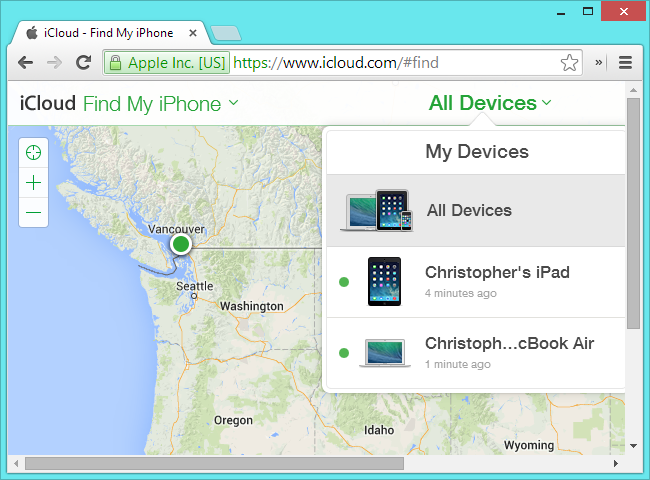 iCloud - Find My iPhone
Apple Inc. [US] https://www.icloud.com/#find
iCloud Find My iPhone
All Devices
My Devices
All Devices
Christopher's iPad
4 minutes ago
Christoph...cBook Air
1 minute ago
Vancouver
Seattle
Washington
Oregon
Idaho
Wyoming